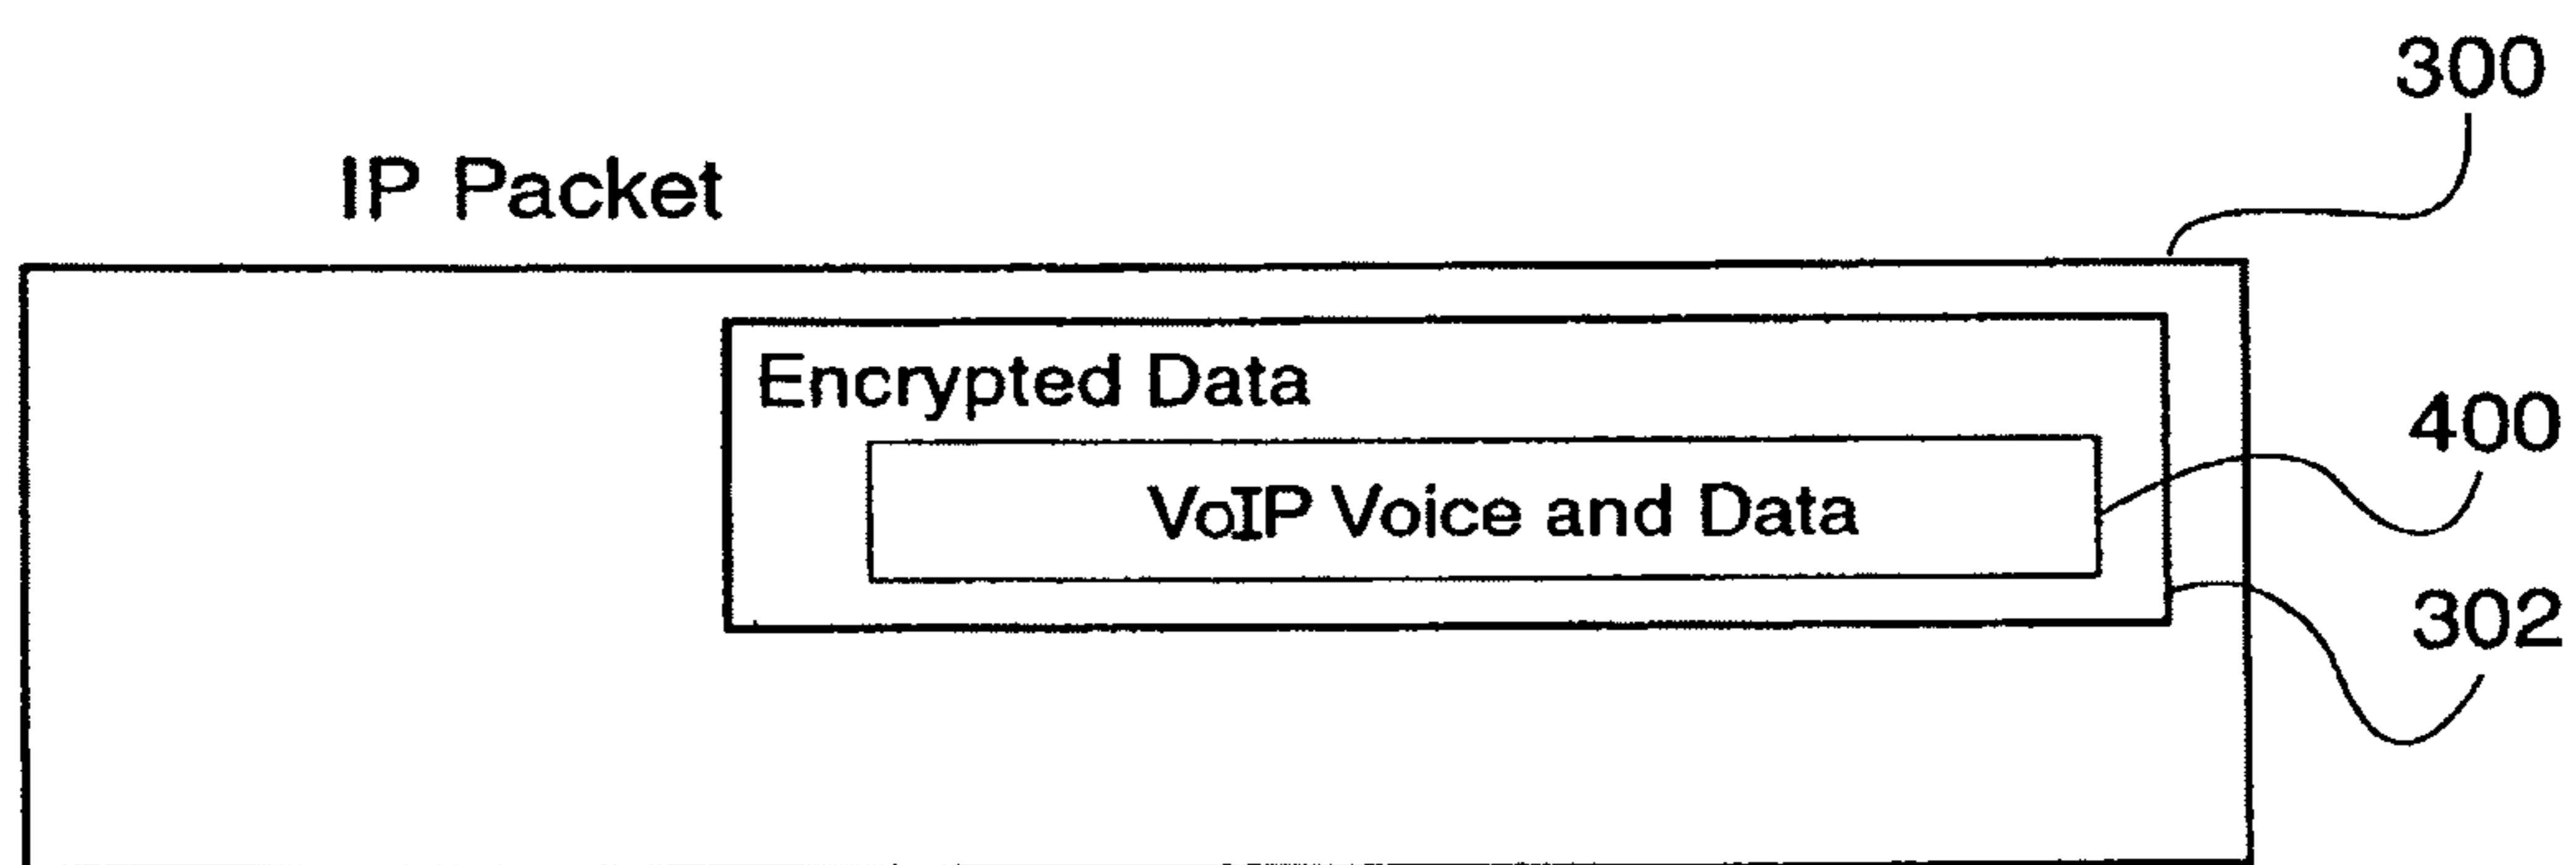 300
IP Packet
Encrypted Data
400
VoIP Voice and Data
302